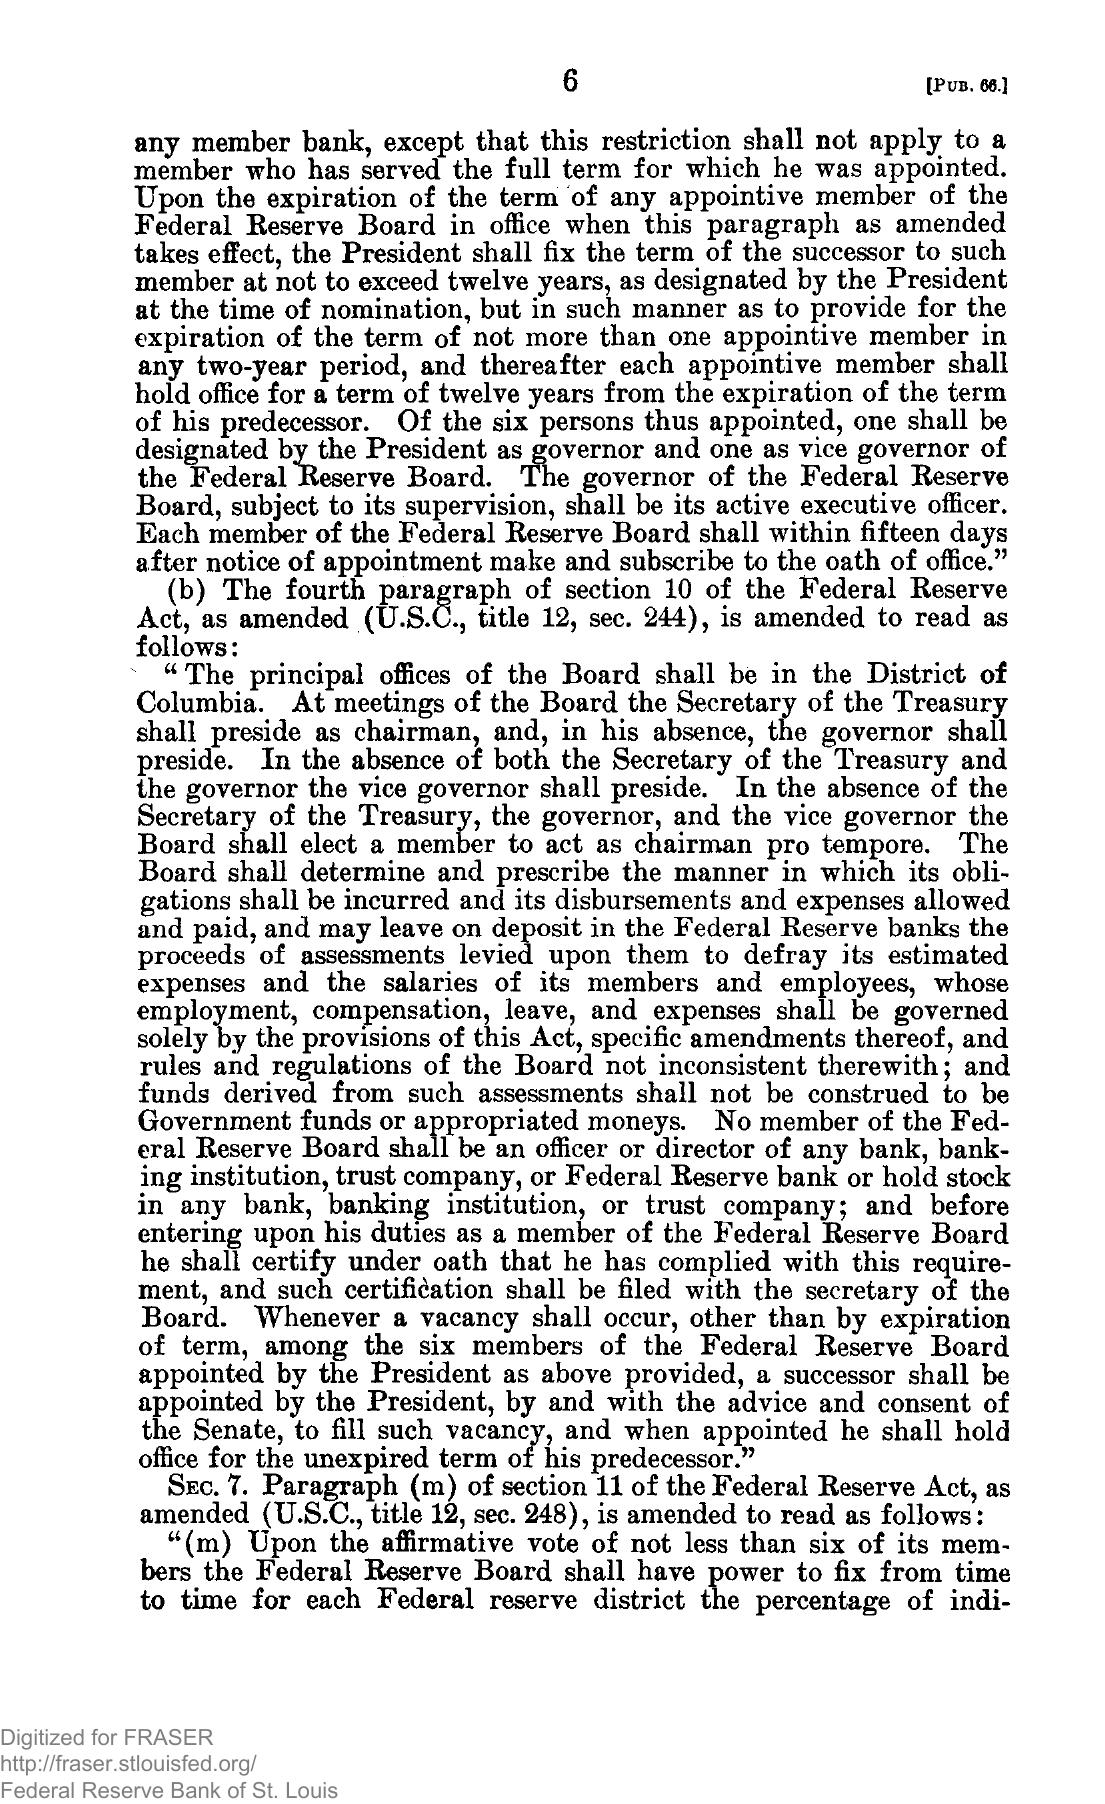 6
[PUB. 66.]
any member bank, except that this restriction shall not apply to a
member who has served the full term for which he was appointed.
Upon the expiration of the term of any appointive member of the
Federal Reserve Board in office when this paragraph as amended
takes effect, the President shall fix the term of the successor to such
member at not to exceed twelve years, as designated by the President
at the time of nomination, but in such manner as to provide for the
expiration of the term of not more than one appointive member in
any two-year period, and thereafter each appointive member shall
hold office for a term of twelve years from the expiration of the term
of his predecessor. Of the six persons thus appointed, one shall be
designated by the President as governor and one as vice governor of
the Federal Reserve Board. The governor of the Federal Reserve
Board, subject to its supervision, shall be its active executive officer.
Each member of the Federal Reserve Board shall within fifteen days
after notice of appointment make and subscribe to the oath of office.”
(b) The fourth paragraph of section 10 of the Federal Reserve
Act, as amended (U.S.C., title 12, sec. 244), is amended to read as
follows:
“The principal offices of the Board shall be in the District of
Columbia. At meetings of the Board the Secretary of the Treasury
shall preside as chairman, and, in his absence, the governor shall
preside. In the absence of both the Secretary of the Treasury and
the governor the vice governor shall preside. In the absence of the
Secretary of the Treasury, the governor, and the vice governor the
Board shall elect a member to act as chairman pro tempore. The
Board shall determine and prescribe the manner in which its obli-
gations shall be incurred and its disbursements and expenses allowed
and paid, and may leave on deposit in the Federal Reserve banks the
proceeds of assessments levied upon them to defray its estimated
expenses and the salaries of its members and employees, whose
employment, compensation, leave, and expenses shall be governed
solely by the provisions of this Act, specific amendments thereof, and
rules and regulations of the Board not inconsistent therewith; and
funds derived from such assessments shall not be construed to be
Government funds or appropriated moneys. No member of the Fed-
eral Reserve Board shall be an officer or director of any bank, bank-
ing institution, trust company, or Federal Reserve bank or hold stock
in any bank, banking institution, or trust company; and before
entering upon his duties as a member of the Federal Reserve Board
he shall certify under oath that he has complied with this require-
ment, and such certification shall be filed with the secretary of the
Board. Whenever a vacancy shall occur, other than by expiration
of term, among the six members of the Federal Reserve Board
appointed by the President as above provided, a successor shall be
appointed by the President, by and with the advice and consent of
the Senate, to fill such vacancy, and when appointed he shall hold
office for the unexpired term of his predecessor.”
SEC. 7. Paragraph (m) of section 11 of the Federal Reserve Act, as
amended (U.S.C., title 12, sec. 248), is amended to read as follows:
“(m) Upon the affirmative vote of not less than six of its mem-
bers the Federal Reserve Board shall have power to fix from time
to time for each Federal reserve district the percentage of indi-
Digitized for FRASER
http://fraser.stlouisfed.org/
Federal Reserve Bank of St. Louis